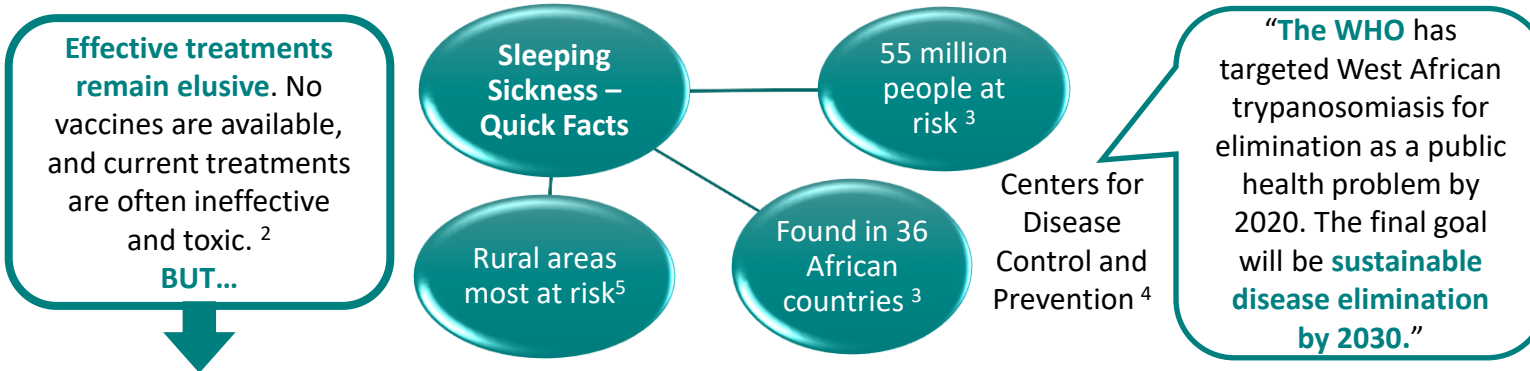 Effective treatments
remain elusive. No
vaccines are available,
and current treatments
are often ineffective
and toxic. 2
BUT...
Sleeping
Sickness –
Quick Facts
55 million
people at
risk 3
Rural areas
most at risk5
Found in 36
African
countries 3
Centers for
Disease
Control and
Prevention 4
“The WHO has
targeted West African
trypanosomiasis for
elimination as a public
health problem by
2020. The final goal
will be sustainable
disease elimination
by 2030.”